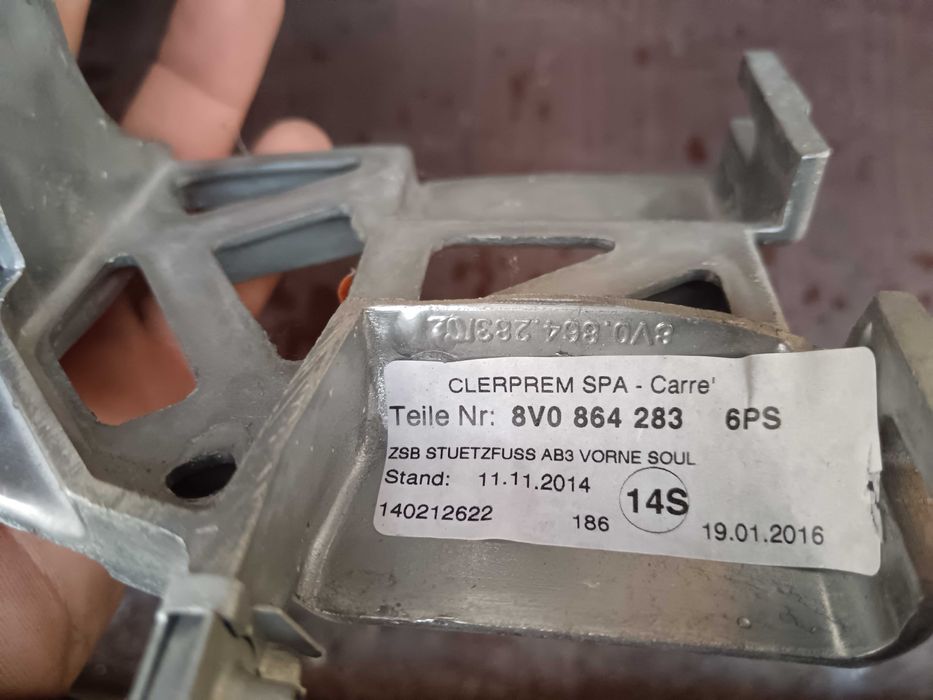 8V0.864.283/02
CLERPREM SPA - Carre'
Teile Nr: 8V0 864 283 6PS
ZSB STUETZFUSS AB3 VORNE SOUL
Stand: 11.11.2014
14S
140212622 186 19.01.2016